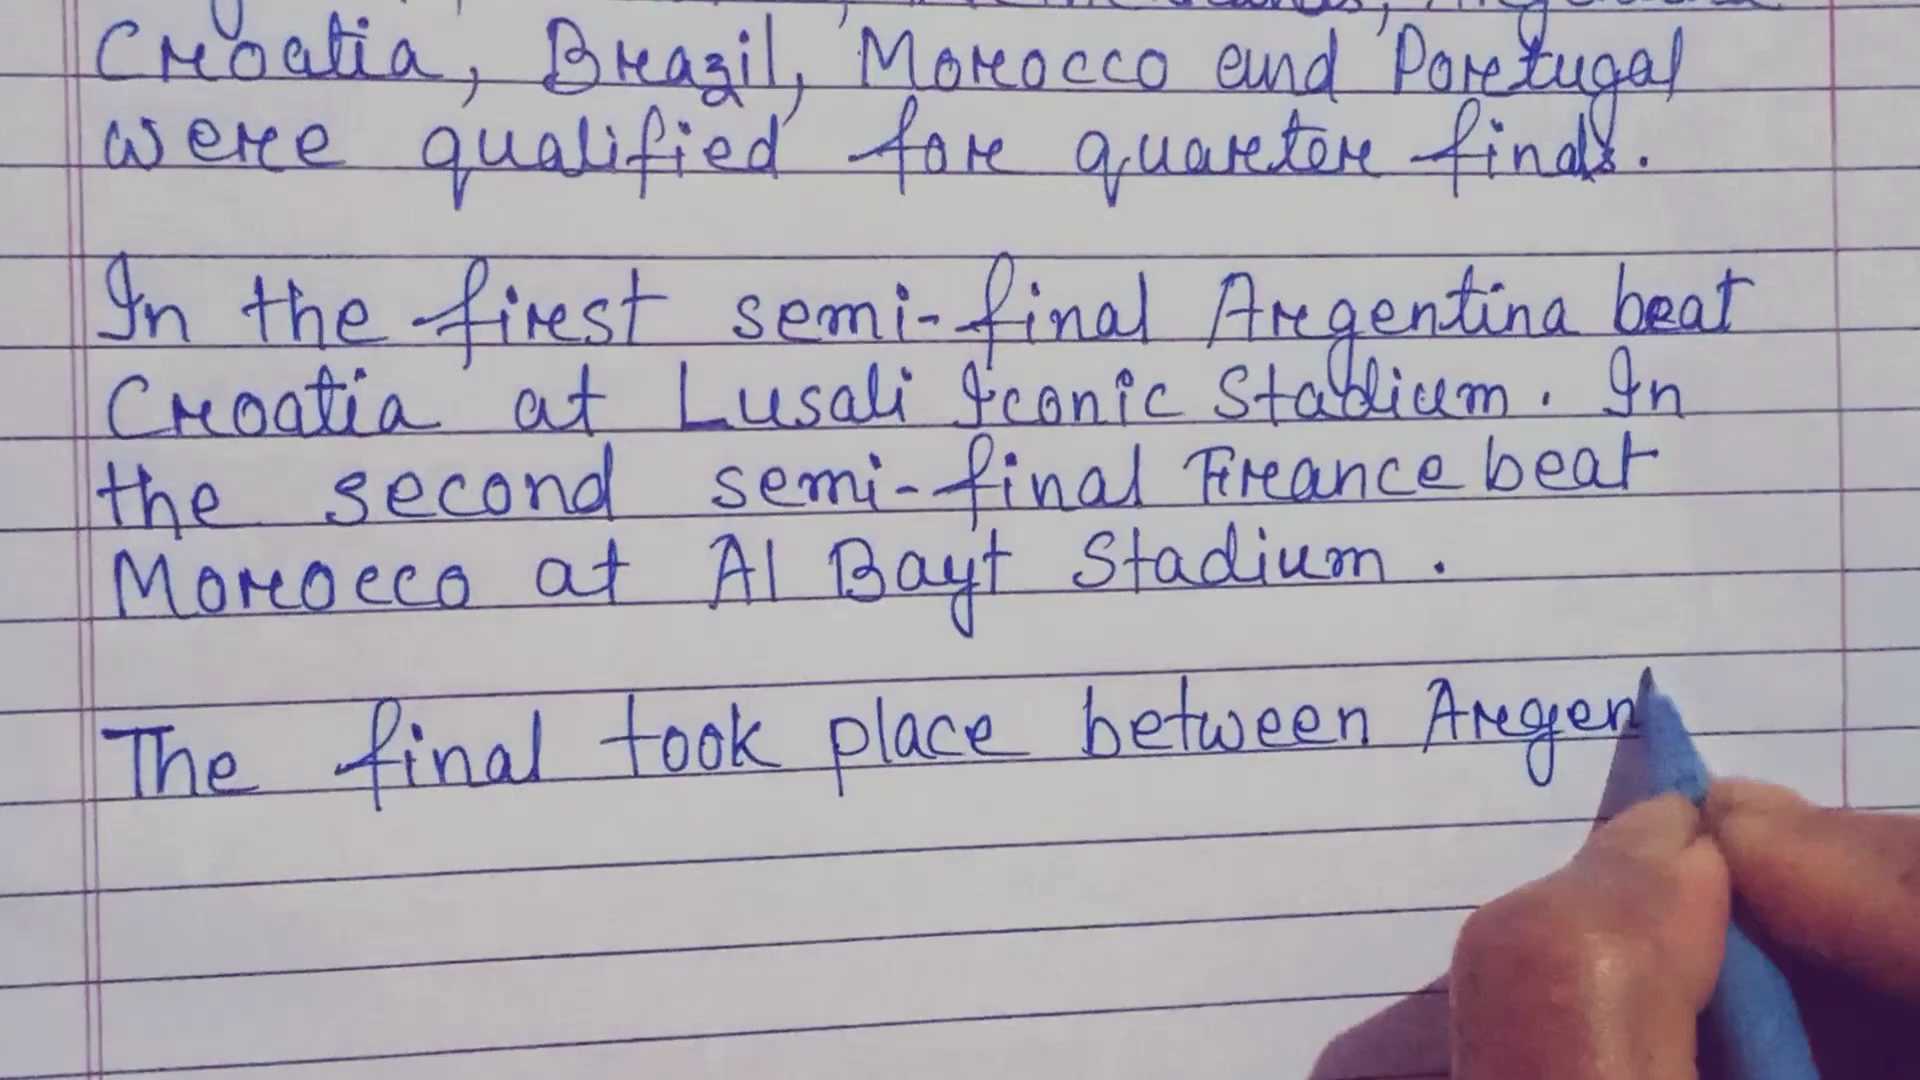 Croatia, Brazil, Morocco and Portugal
were qualified for quarter finals.
In the first semi-final Argentina beat
Croatia at Lusali Iconic Stadium. In
the second semi-final France beat
Morocco at Al Bayt Stadium.
The final took place between Argen